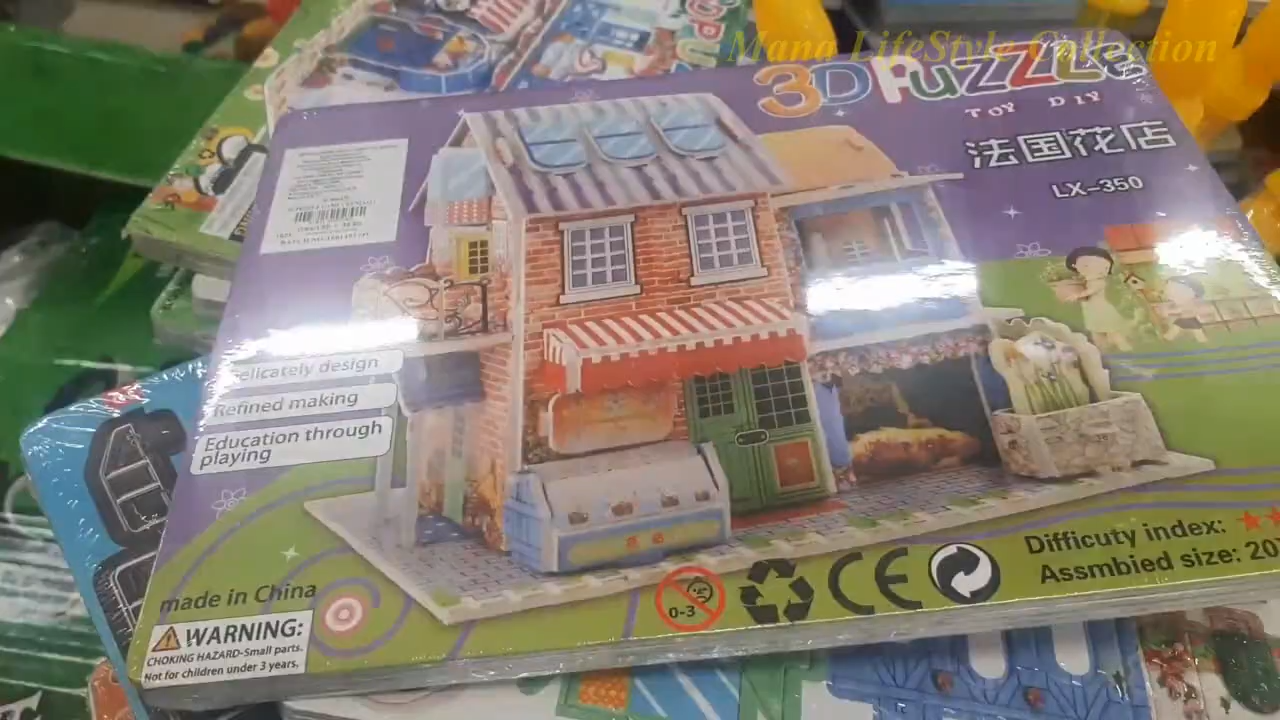 Mana LifeStyle Collection
3D PuZZLe
TOY DIY
法国花店
LX-350
elicately design
Refined making
Education through
playing
made in China
WARNING:
CHOKING HAZARD-Small parts.
Not for children under 3 years.
0-3
CE
Difficuty index:
Assmbied size: 20